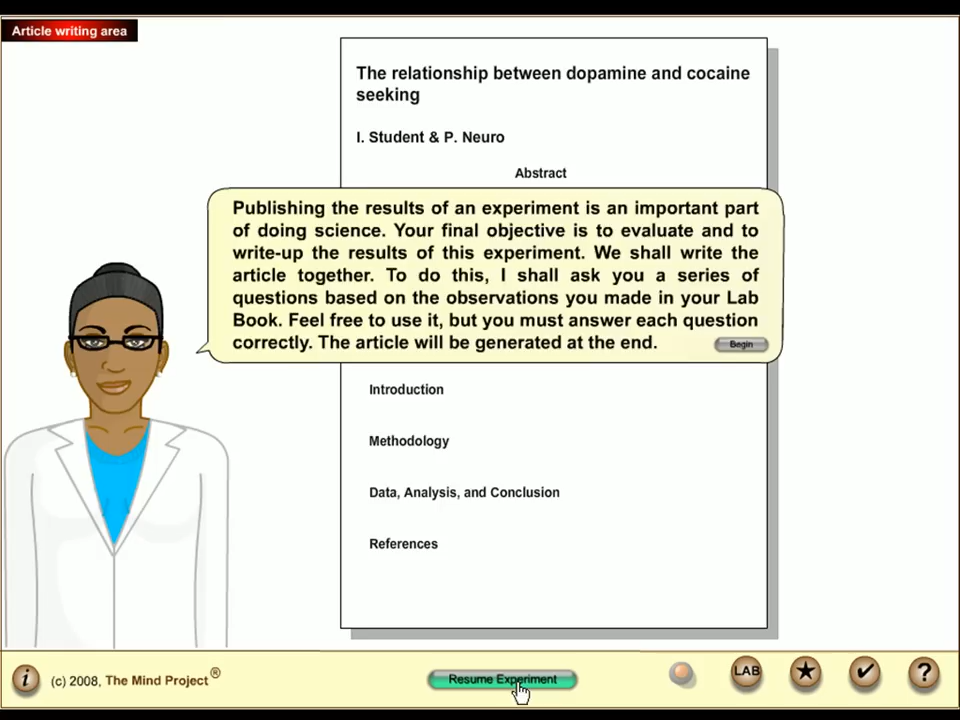 Article writing area
The relationship between dopamine and cocaine
seeking
I. Student & P. Neuro
Abstract
Publishing the results of an experiment is an important part
of doing science. Your final objective is to evaluate and to
write-up the results of this experiment. We shall write the
article together. To do this, I shall ask you a series of
questions based on the observations you made in your Lab
Book. Feel free to use it, but you must answer each question
correctly. The article will be generated at the end.
Begin
Introduction
Methodology
Data, Analysis, and Conclusion
References
i
(c) 2008, The Mind Project®
Resume Experiment
LAB
?